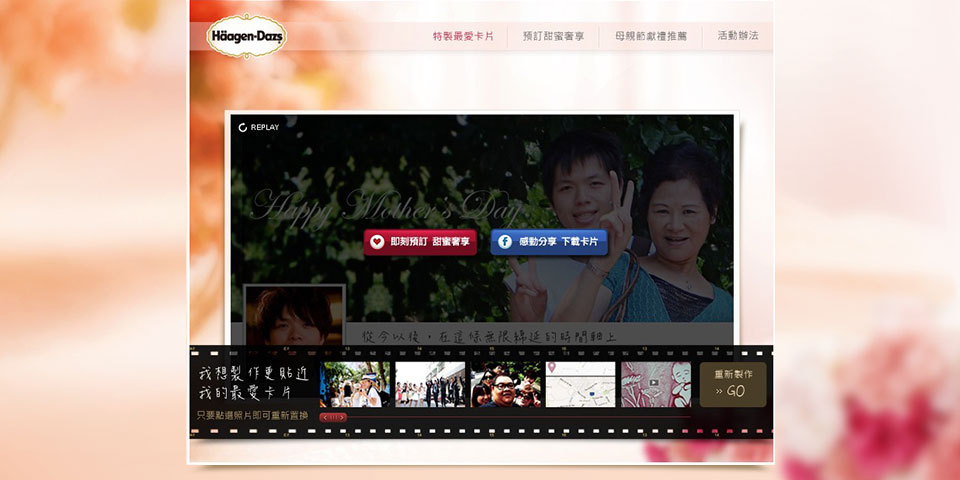 Häagen-Dazs
特製最愛卡片
預訂甜蜜奢享
母親節獻禮推薦
活動辦法
REPLAY
Happy Mother's Day
即刻預訂 甜蜜奢享
感動分享 下載卡片
從今以後，在這條無限綿延的時間軸上
我想製作更貼近
我的最愛卡片
只要點選照片即可重新置換
重新製作
>> GO